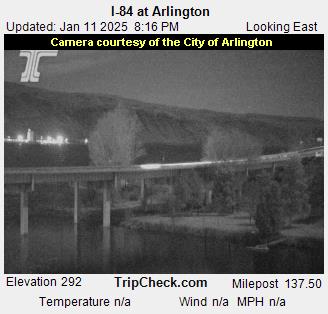 I-84 at Arlington
Updated: Jan 11 2025 8:16 PM Looking East
Camera courtesy of the City of Arlington
Elevation 292 TripCheck.com Milepost 137.50
Temperature n/a Wind n/a MPH n/a